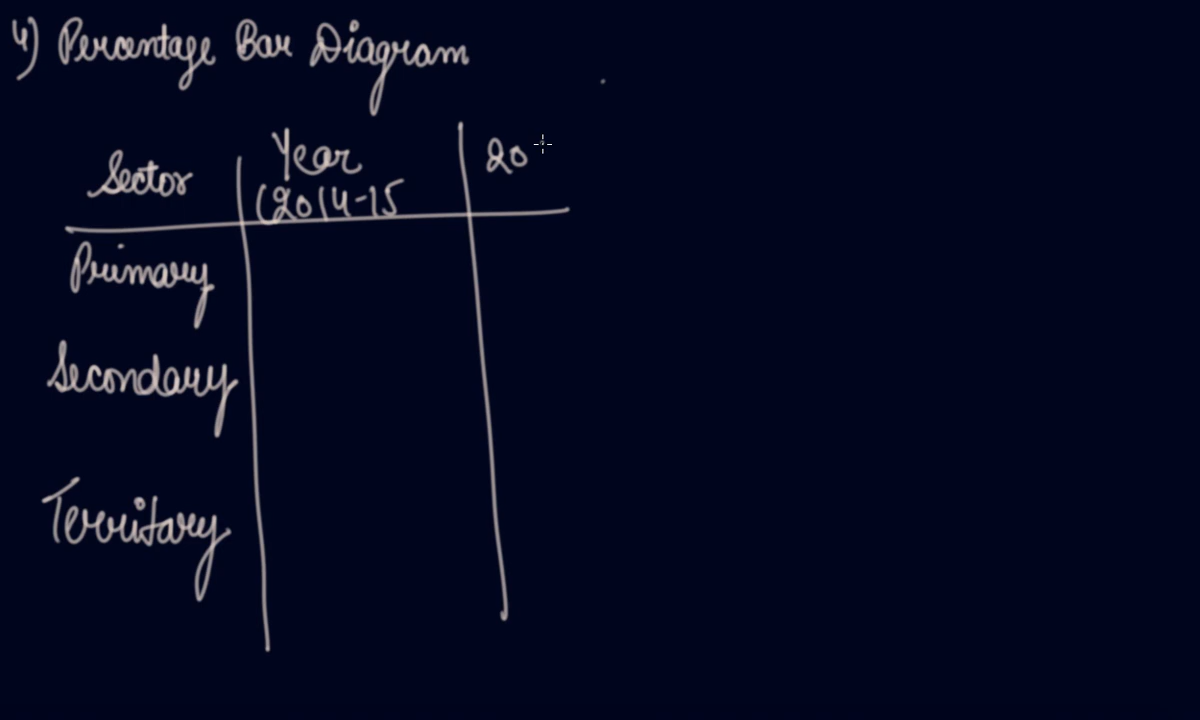 4) Percentage Bar Diagram
Sector Year 20
(2014-15
Primary
Secondary
Territary